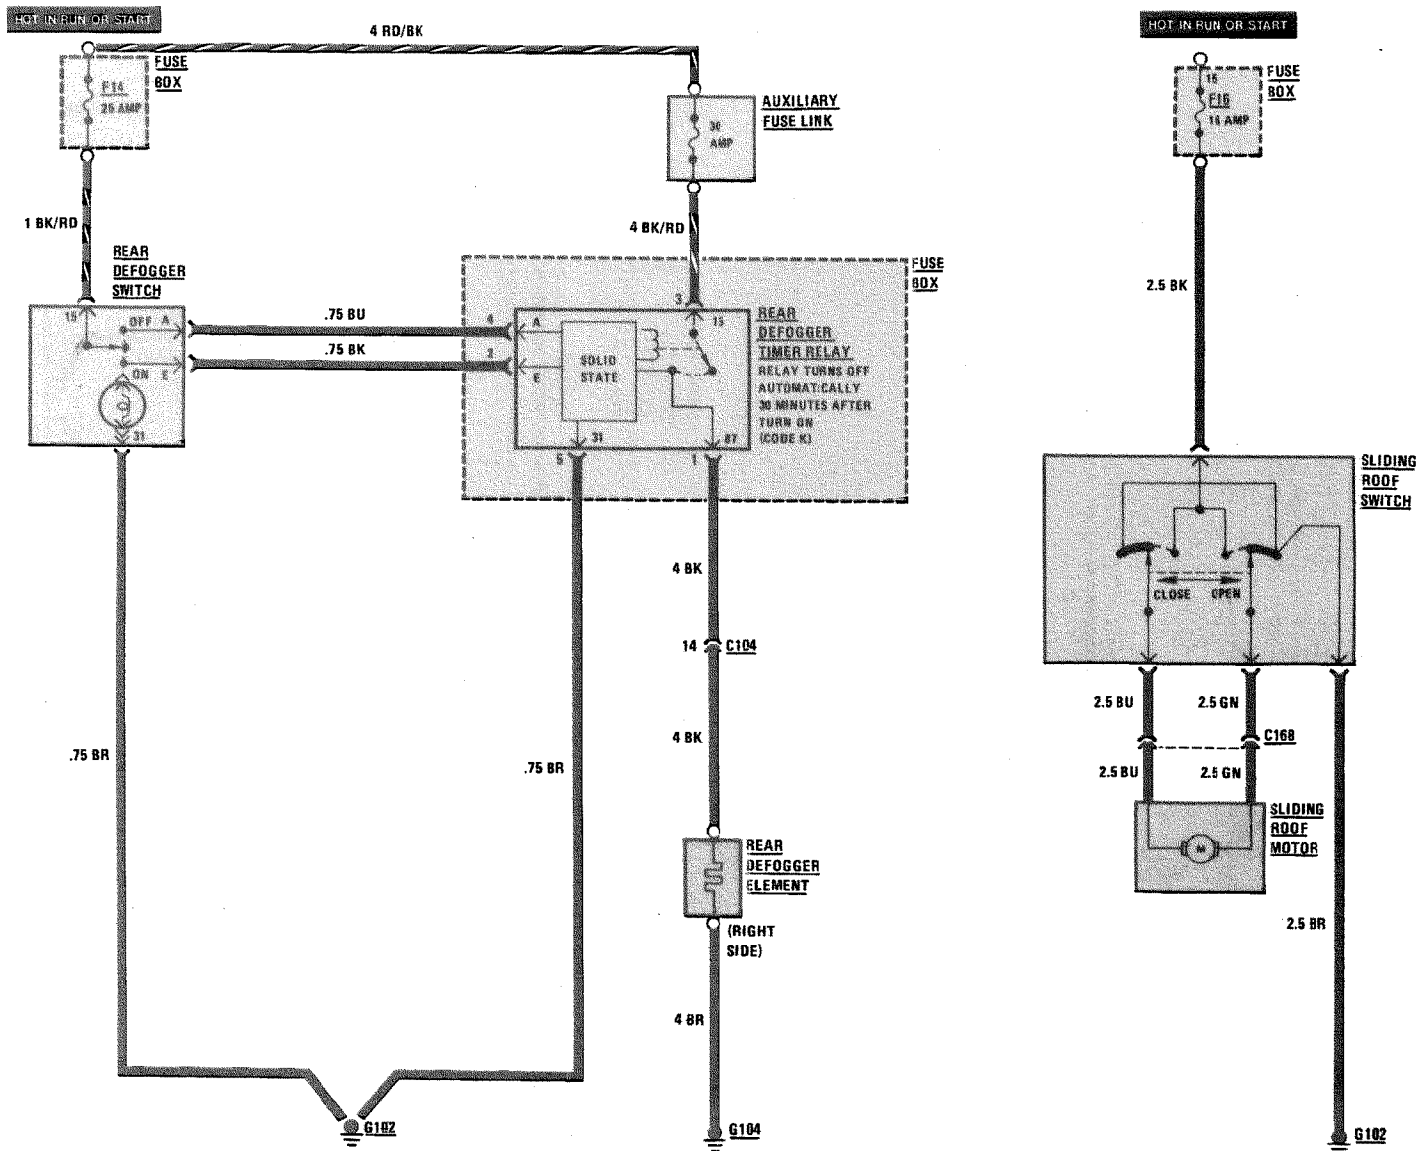 HOT IN RUN OR START
4 RD/BK
FUSE
BOX
F14
25 AMP
AUXILIARY
FUSE LINK
30
AMP
1 BK/RD
4 BK/RD
REAR
DEFOGGER
SWITCH
15
OFF A
ON E
31
.75 BU
.75 BK
FUSE
BOX
4
2
3
A
E
SOLID
STATE
15
31
87
5
1
REAR
DEFOGGER
TIMER RELAY
RELAY TURNS OFF
AUTOMATICALLY
30 MINUTES AFTER
TURN ON
(CODE K)
4 BK
14
C104
4 BK
.75 BR
.75 BR
REAR
DEFOGGER
ELEMENT
(RIGHT
SIDE)
4 BR
G102
G104
HOT IN RUN OR START
FUSE
BOX
15
F16
16 AMP
2.5 BK
SLIDING
ROOF
SWITCH
CLOSE
OPEN
2.5 BU
2.5 GN
C168
2.5 BU
2.5 GN
SLIDING
ROOF
MOTOR
M
2.5 BR
G102